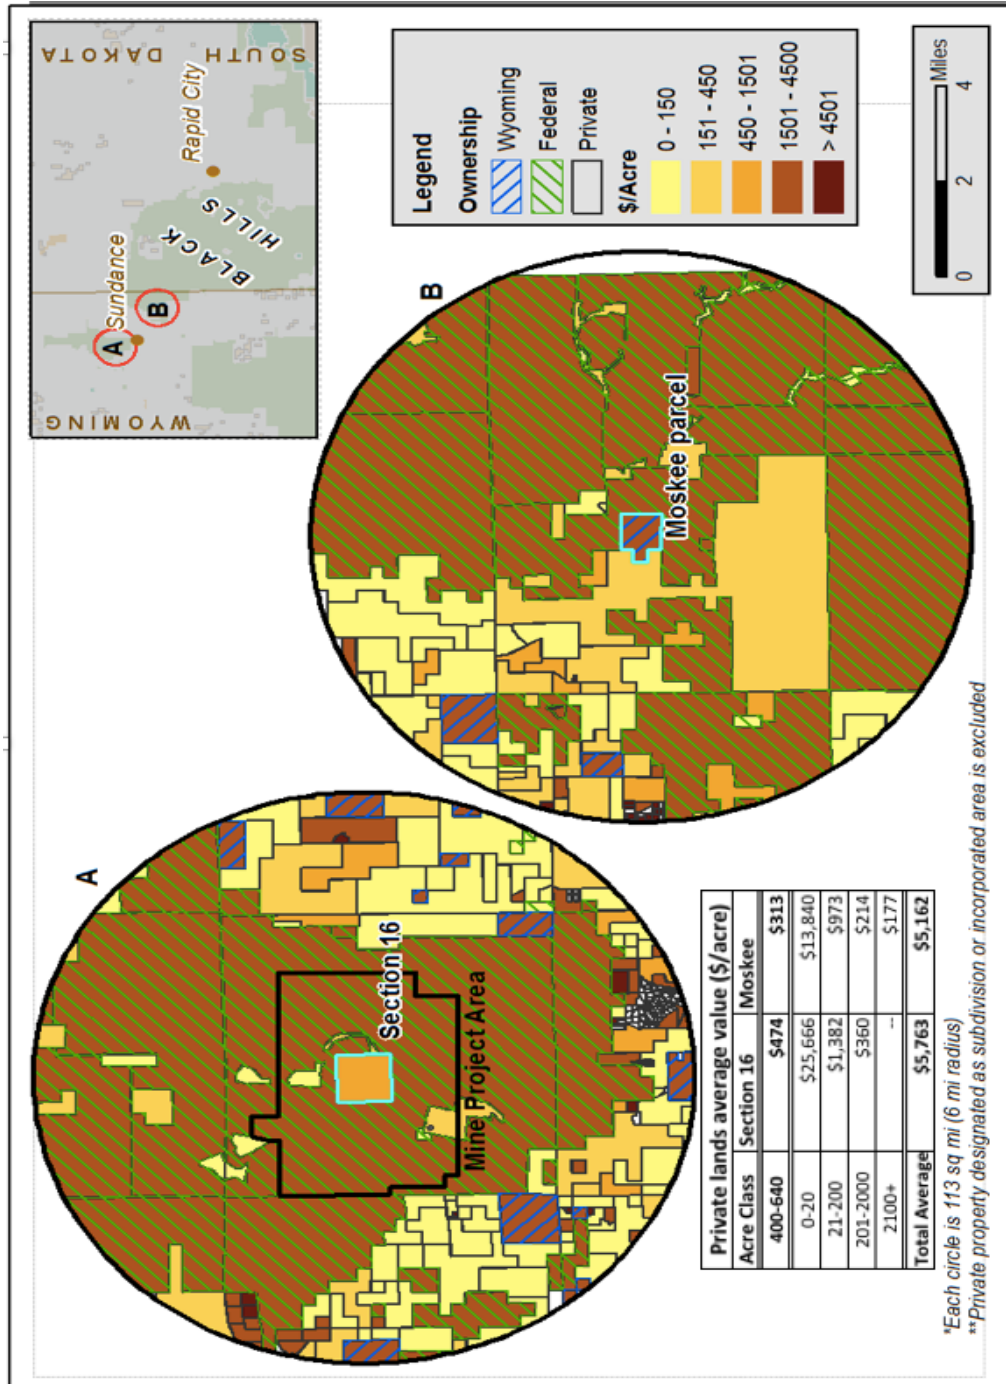 A
B
Section 16
Mine Project Area
Moskee parcel
WYOMING
SOUTH DAKOTA
A
Sundance
B
BLACK HILLS
Rapid City
Legend
Ownership
Wyoming
Federal
Private
$/Acre
0 - 150
151 - 450
450 - 1501
1501 - 4500
> 4501
0 2 4 Miles
Private lands average value ($/acre)
Acre Class Section 16 Moskee
400-640 $474 $313
0-20 $25,666 $13,840
21-200 $1,382 $973
201-2000 $360 $214
2100+ -- $177
Total Average $5,763 $5,162
*Each circle is 113 sq mi (6 mi radius)
**Private property designated as subdivision or incorporated area is excluded